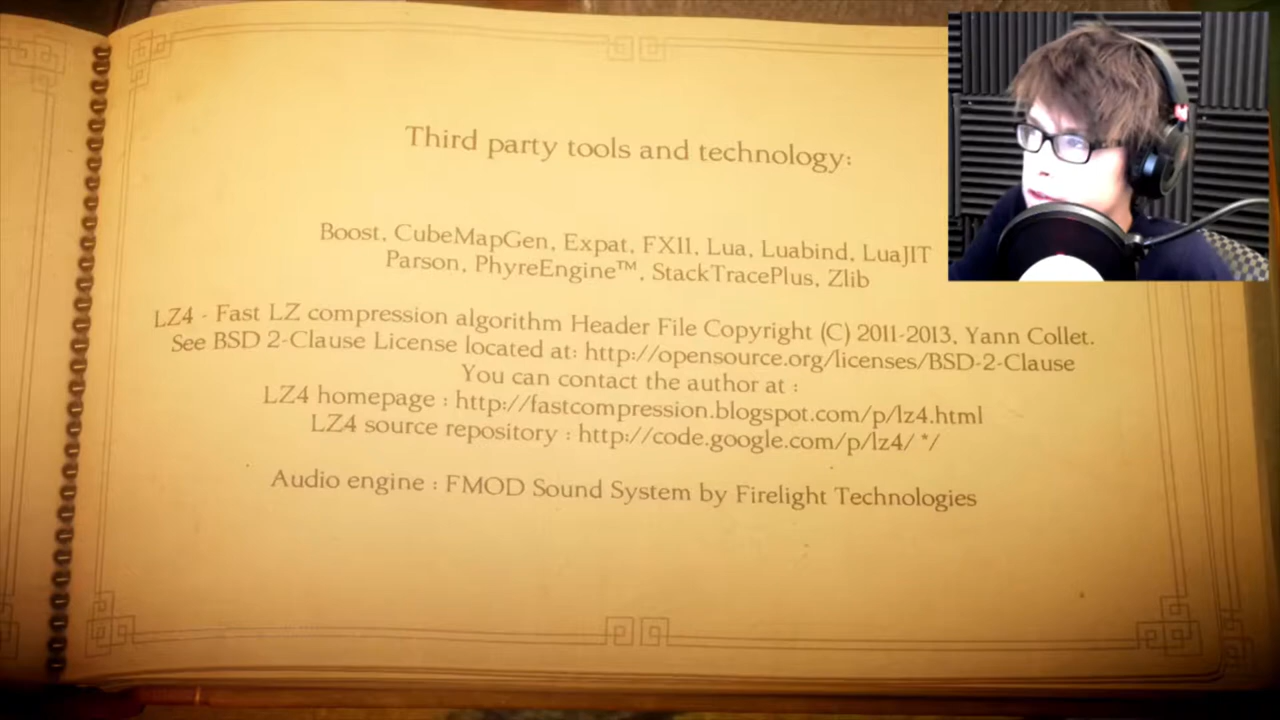 Third party tools and technology:
Boost, CubeMapGen, Expat, FX11, Lua, Luabind, LuaJIT
Parson, PhyreEngine™, StackTracePlus, Zlib
LZ4 - Fast LZ compression algorithm Header File Copyright (C) 2011-2013, Yann Collet.
See BSD 2-Clause License located at: http://opensource.org/licenses/BSD-2-Clause
You can contact the author at :
LZ4 homepage : http://fastcompression.blogspot.com/p/lz4.html
LZ4 source repository : http://code.google.com/p/lz4/ */
Audio engine : FMOD Sound System by Firelight Technologies